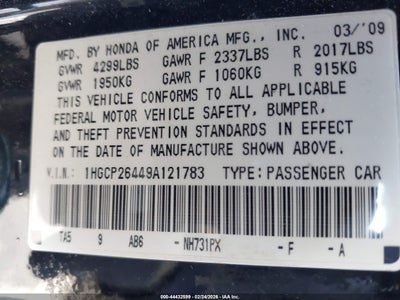 MFD. BY HONDA OF AMERICA MFG., INC. 03/'09
GVWR 4299LBS GAWR F 2337LBS R 2017LBS
GVWR 1950KG GAWR F 1060KG R 915KG
THIS VEHICLE CONFORMS TO ALL APPLICABLE
FEDERAL MOTOR VEHICLE SAFETY, BUMPER,
AND THEFT PREVENTION STANDARDS IN EFFECT
ON THE DATE OF MANUFACTURE SHOWN ABOVE.
V.I.N.: 1HGCP26449A121783 TYPE: PASSENGER CAR
TA5 9 AB6 -NH731PX -F -A
000-44432599 - 02/24/2026 - IAAI